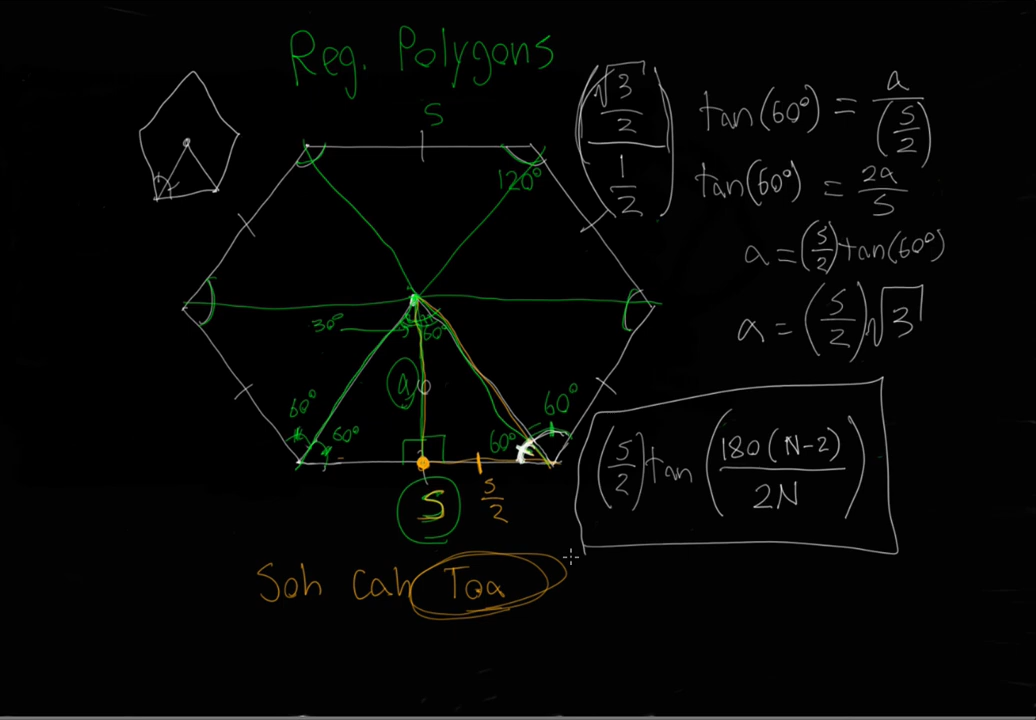 Reg. Polygons
S
120°
30°
60°
a
60°
60°
60°
60°
S
S/2
Soh Cah Toa
(√3/2 / 1/2)
tan(60°) = a/(S/2)
tan(60°) = 2a/S
a = (S/2)tan(60°)
a = (S/2)√3
(S/2)tan(180(N-2)/2N)